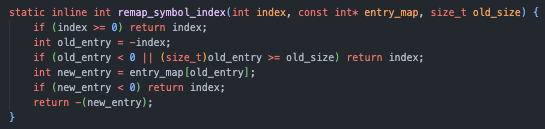 static inline int remap_symbol_index(int index, const int* entry_map, size_t old_size) {
    if (index >= 0) return index;
    int old_entry = -index;
    if (old_entry < 0 || (size_t)old_entry >= old_size) return index;
    int new_entry = entry_map[old_entry];
    if (new_entry < 0) return index;
    return -(new_entry);
}